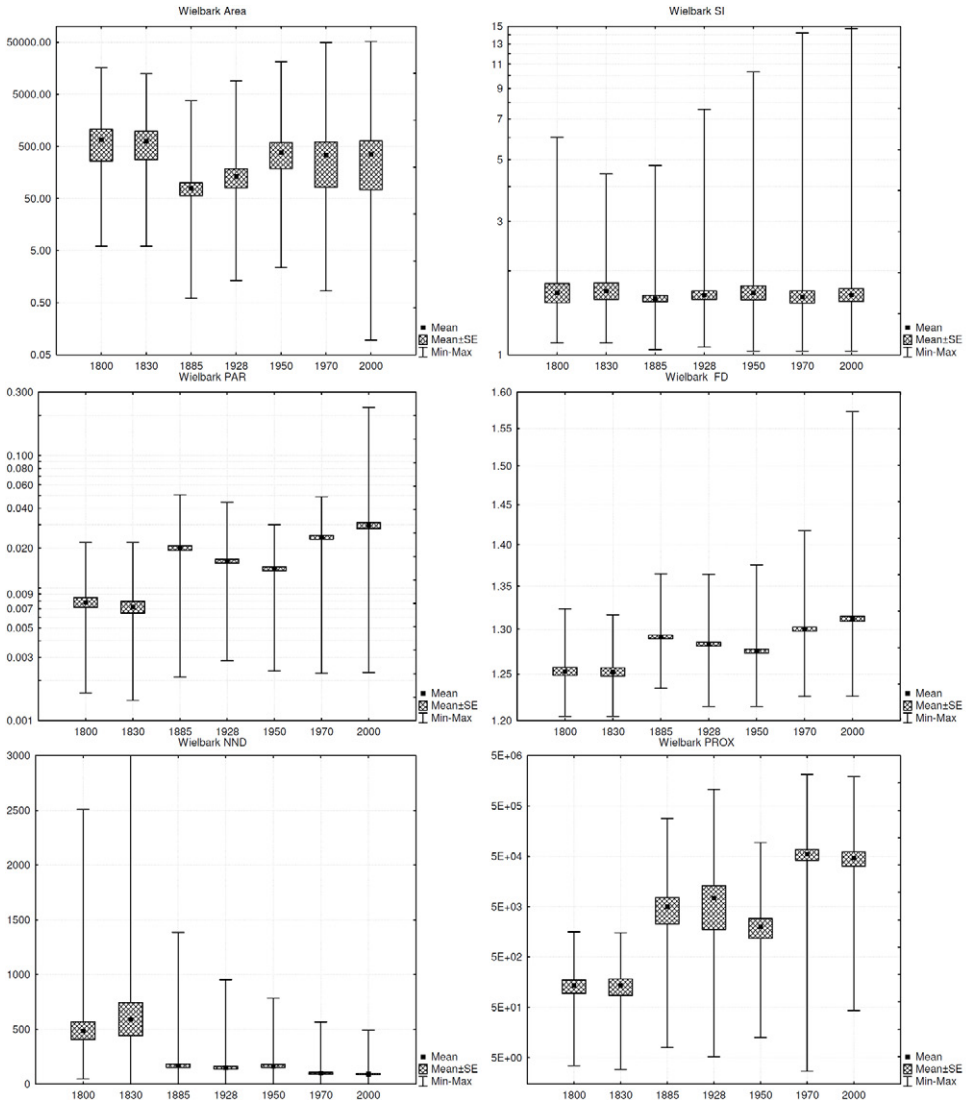 Wielbark Area
50000.00
5000.00
500.00
50.00
5.00
0.50
0.05
1800 1830 1885 1928 1950 1970 2000
Mean
Mean±SE
Min-Max
Wielbark SI
15
13
11
9
7
5
3
1
1800 1830 1885 1928 1950 1970 2000
Mean
Mean±SE
Min-Max
Wielbark PAR
0.300
0.100
0.080
0.060
0.040
0.020
0.009
0.007
0.005
0.003
0.001
1800 1830 1885 1928 1950 1970 2000
Mean
Mean±SE
Min-Max
Wielbark FD
1.60
1.55
1.50
1.45
1.40
1.35
1.30
1.25
1.20
1800 1830 1885 1928 1950 1970 2000
Mean
Mean±SE
Min-Max
Wielbark NND
3000
2500
2000
1500
1000
500
0
1800 1830 1885 1928 1950 1970 2000
Mean
Mean±SE
Min-Max
Wielbark PROX
5E+06
5E+05
5E+04
5E+03
5E+02
5E+01
5E+00
1800 1830 1885 1928 1950 1970 2000
Mean
Mean±SE
Min-Max